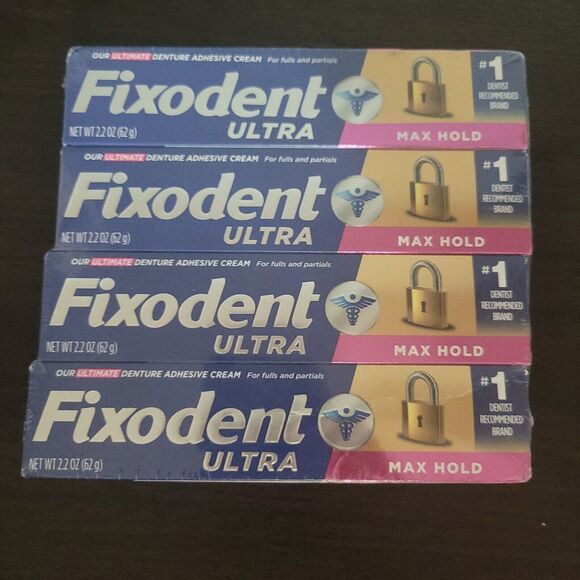 OUR ULTIMATE DENTURE ADHESIVE CREAM For fulls and partials
Fixodent
ULTRA
NET WT 2.2 OZ (62 g)
MAX HOLD
#1
DENTIST
RECOMMENDED
BRAND
OUR ULTIMATE DENTURE ADHESIVE CREAM For fulls and partials
Fixodent
ULTRA
NET WT 2.2 OZ (62 g)
MAX HOLD
#1
DENTIST
RECOMMENDED
BRAND
OUR ULTIMATE DENTURE ADHESIVE CREAM For fulls and partials
Fixodent
ULTRA
NET WT 2.2 OZ (62 g)
MAX HOLD
#1
DENTIST
RECOMMENDED
BRAND
OUR ULTIMATE DENTURE ADHESIVE CREAM For fulls and partials
Fixodent
ULTRA
NET WT 2.2 OZ (62 g)
MAX HOLD
#1
DENTIST
RECOMMENDED
BRAND